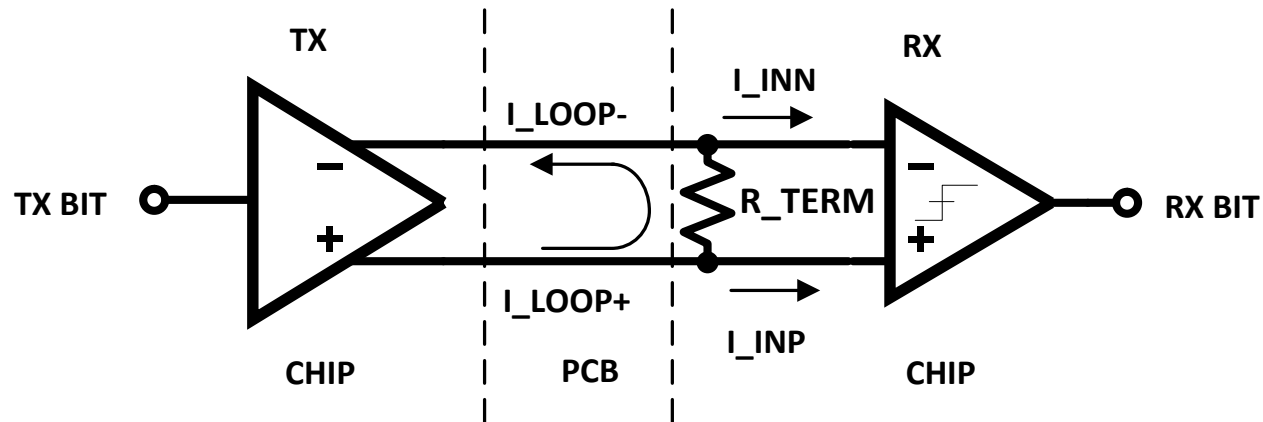 TX
RX
I_INN
I_LOOP-
TX BIT
R_TERM
RX BIT
I_LOOP+
I_INP
CHIP
PCB
CHIP